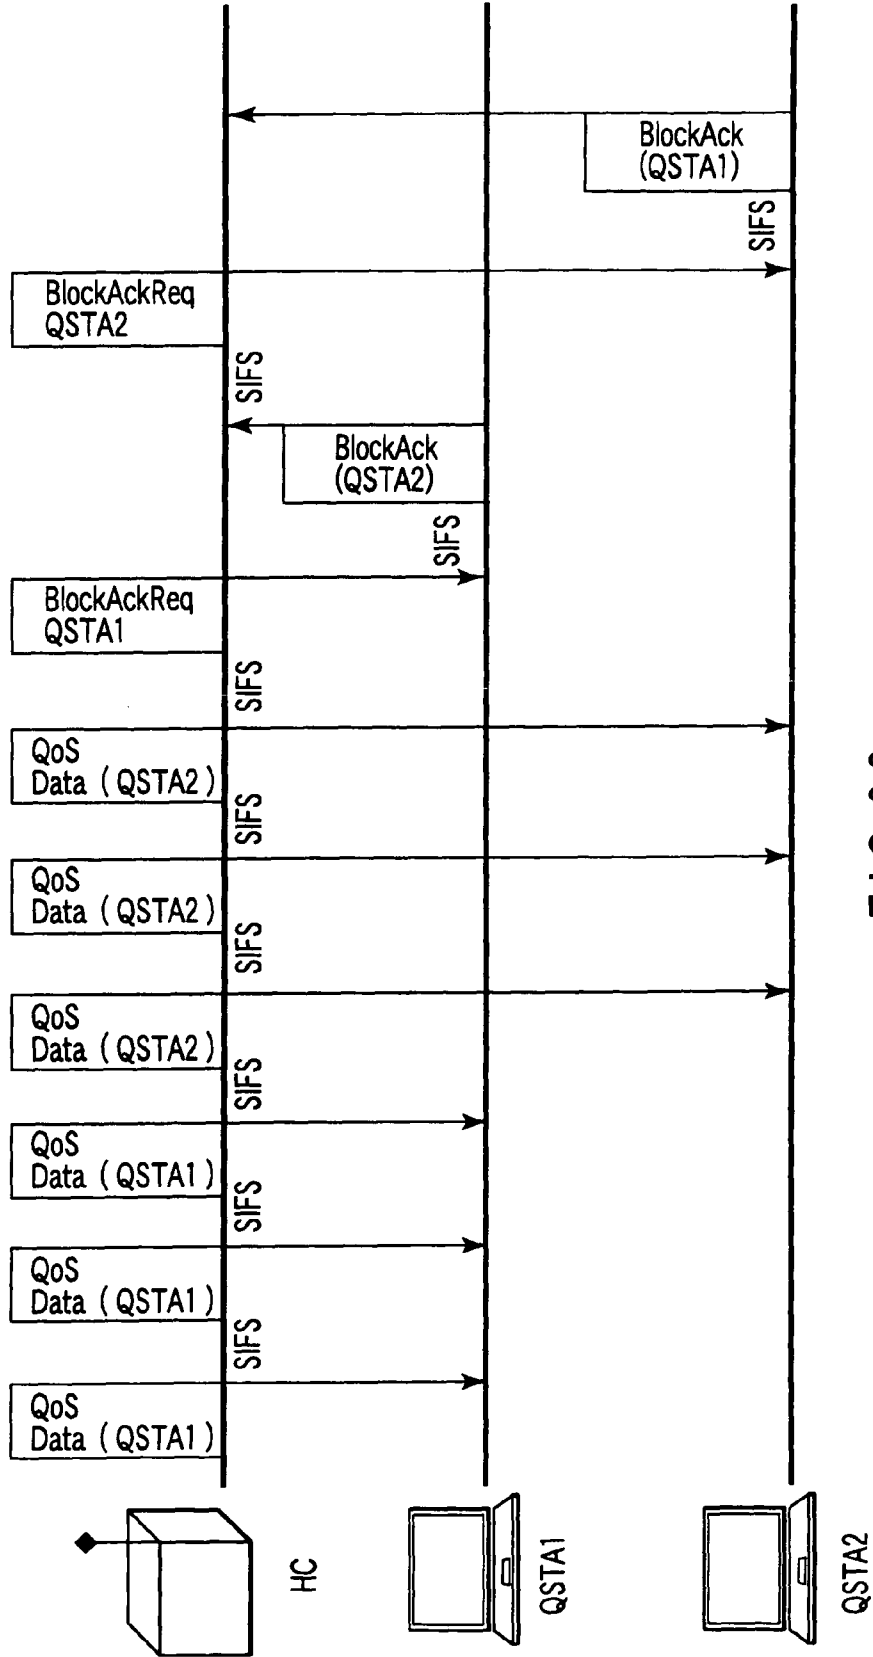 BlockAck
(QSTA1)
SIFS
BlockAckReq
QSTA2
SIFS
BlockAck
(QSTA2)
SIFS
BlockAckReq
QSTA1
SIFS
QoS
Data ( QSTA2 )
SIFS
QoS
Data ( QSTA2 )
SIFS
QoS
Data ( QSTA2 )
SIFS
QoS
Data ( QSTA1 )
SIFS
QoS
Data ( QSTA1 )
SIFS
QoS
Data ( QSTA1 )
HC
QSTA1
QSTA2